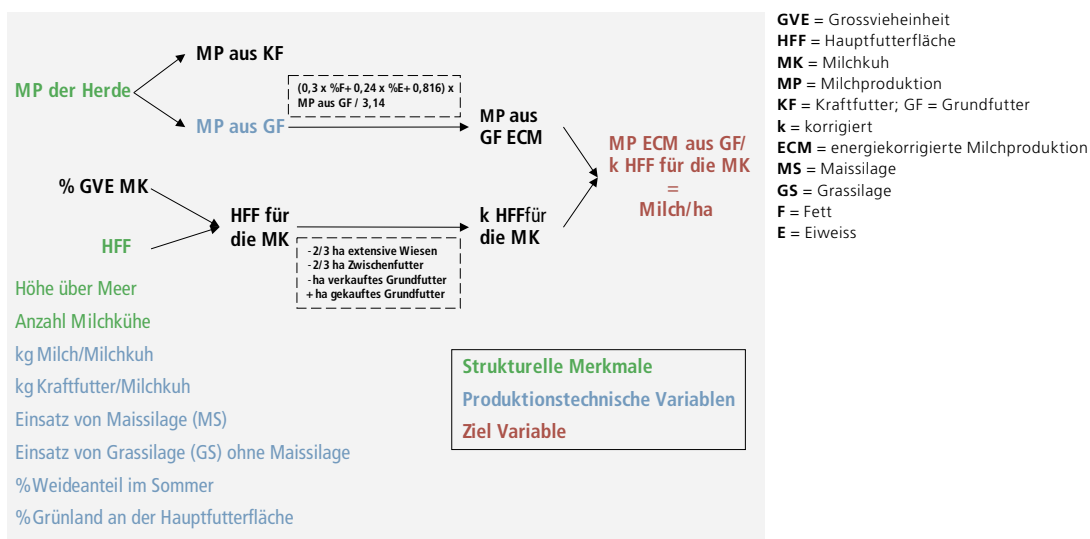 MP der Herde
MP aus KF
MP aus GF
(0,3 x %F+ 0,24 x %E+ 0,816) x
MP aus GF / 3,14
MP aus
GF ECM
% GVE MK
HFF
HFF für
die MK
- 2/3 ha extensive Wiesen
- 2/3 ha Zwischenfutter
- ha verkauftes Grundfutter
+ ha gekauftes Grundfutter
k HFF für
die MK
MP ECM aus GF/
k HFF für die MK
=
Milch/ha
Höhe über Meer
Anzahl Milchkühe
kg Milch/Milchkuh
kg Kraftfutter/Milchkuh
Einsatz von Maissilage (MS)
Einsatz von Grassilage (GS) ohne Maissilage
% Weideanteil im Sommer
% Grünland an der Hauptfutterfläche
Strukturelle Merkmale
Produktionstechnische Variablen
Ziel Variable
GVE = Grossvieheinheit
HFF = Hauptfutterfläche
MK = Milchkuh
MP = Milchproduktion
KF = Kraftfutter; GF = Grundfutter
k = korrigiert
ECM = energiekorrigierte Milchproduktion
MS = Maissilage
GS = Grassilage
F = Fett
E = Eiweiss